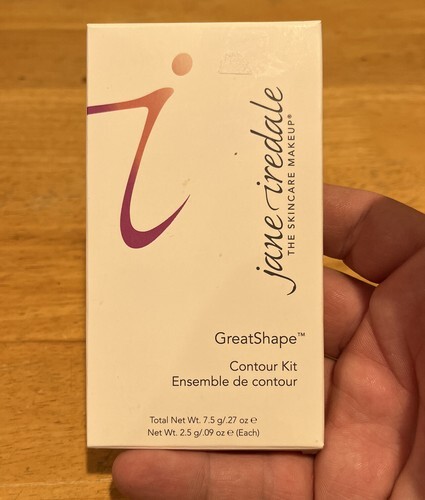 jane iredale
THE SKINCARE MAKEUP®
GreatShape™
Contour Kit
Ensemble de contour
Total Net Wt. 7.5 g/.27 oz ℮
Net Wt. 2.5 g/.09 oz ℮ (Each)